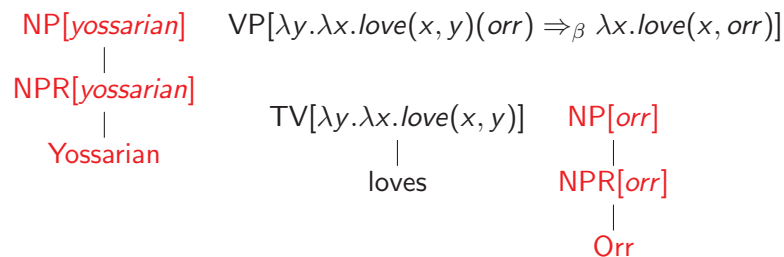 NP[yossarian] VP[λy.λx.love(x, y)(orr) ⇒β λx.love(x, orr)]
NPR[yossarian] TV[λy.λx.love(x, y)] NP[orr]
Yossarian loves NPR[orr]
Orr